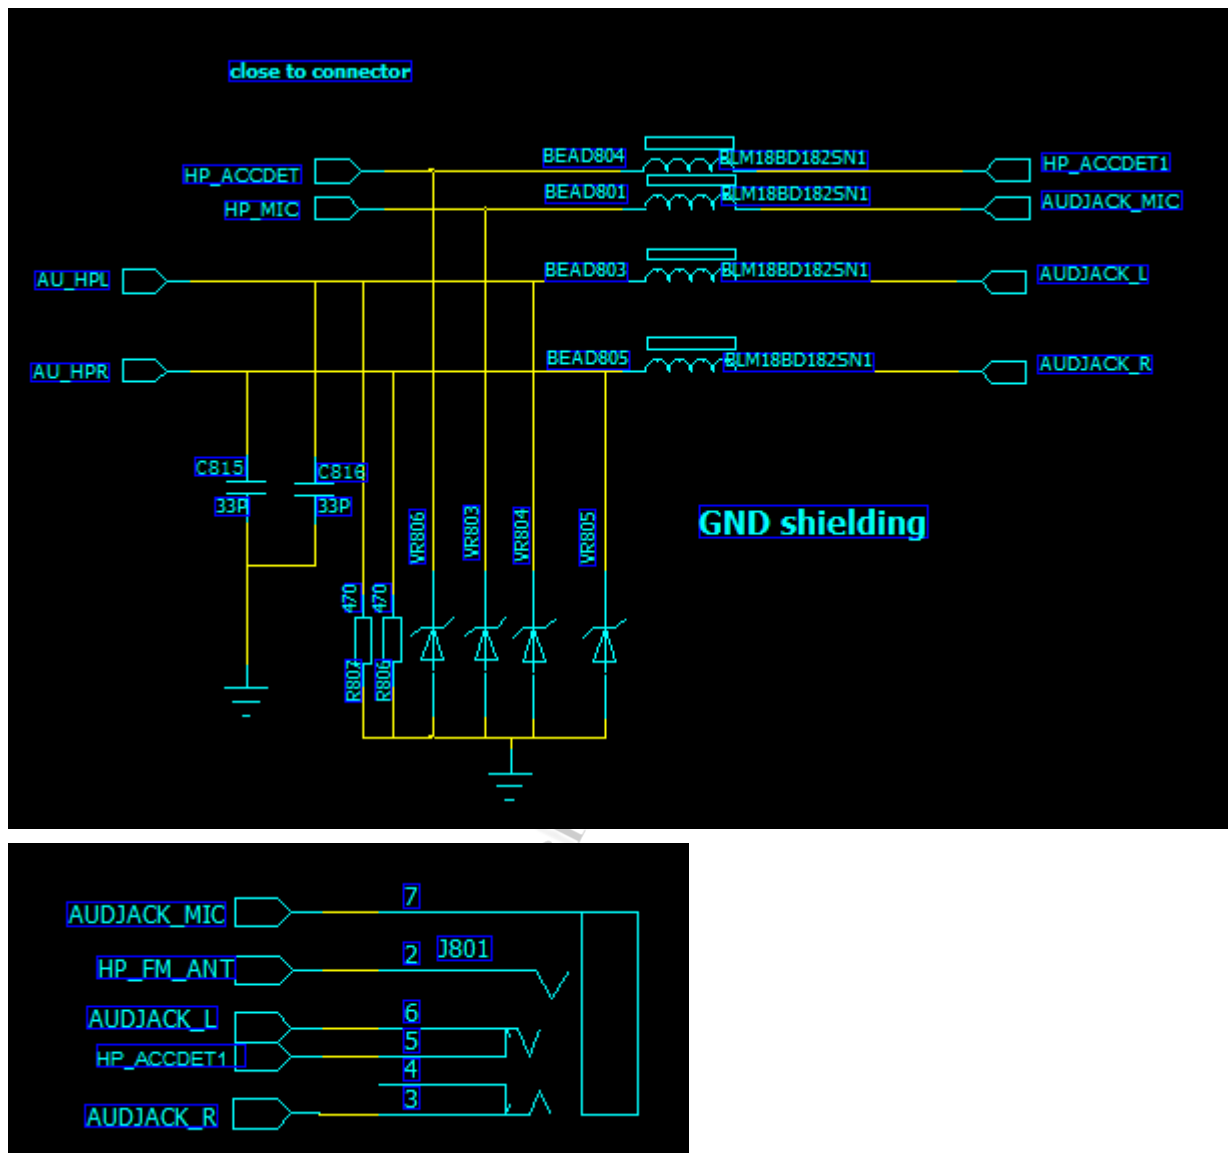 close to connector
BEAD804
BLM18BD182SN1
HP_ACCDET1
HP_ACCDET
BEAD801
BLM18BD182SN1
AUDJACK_MIC
HP_MIC
AU_HPL
BEAD803
BLM18BD182SN1
AUDJACK_L
AU_HPR
BEAD805
BLM18BD182SN1
AUDJACK_R
C815
33P
C816
33P
VR806
VR803
VR804
VR805
GND shielding
470
470
R807
R806
AUDJACK_MIC
7
HP_FM_ANT
2
J801
AUDJACK_L
6
HP_ACCDET1
5
4
AUDJACK_R
3